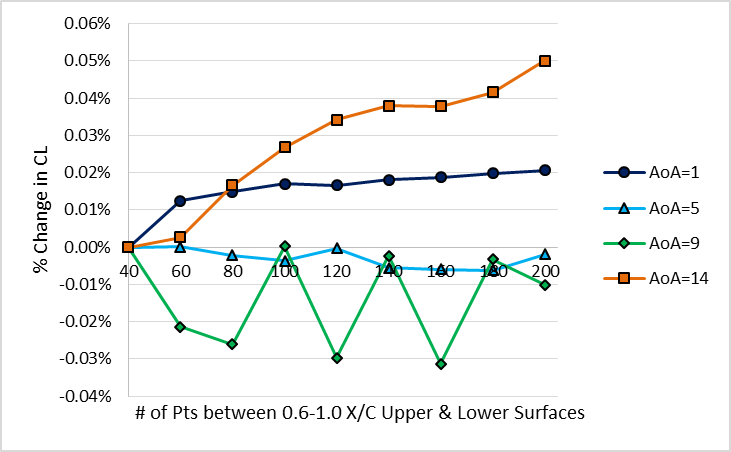 0.06%
0.05%
0.04%
0.03%
0.02%
0.01%
0.00%
-0.01%
-0.02%
-0.03%
-0.04%
% Change in CL
40 60 80 100 120 140 160 180 200
# of Pts between 0.6-1.0 X/C Upper & Lower Surfaces
AoA=1
AoA=5
AoA=9
AoA=14